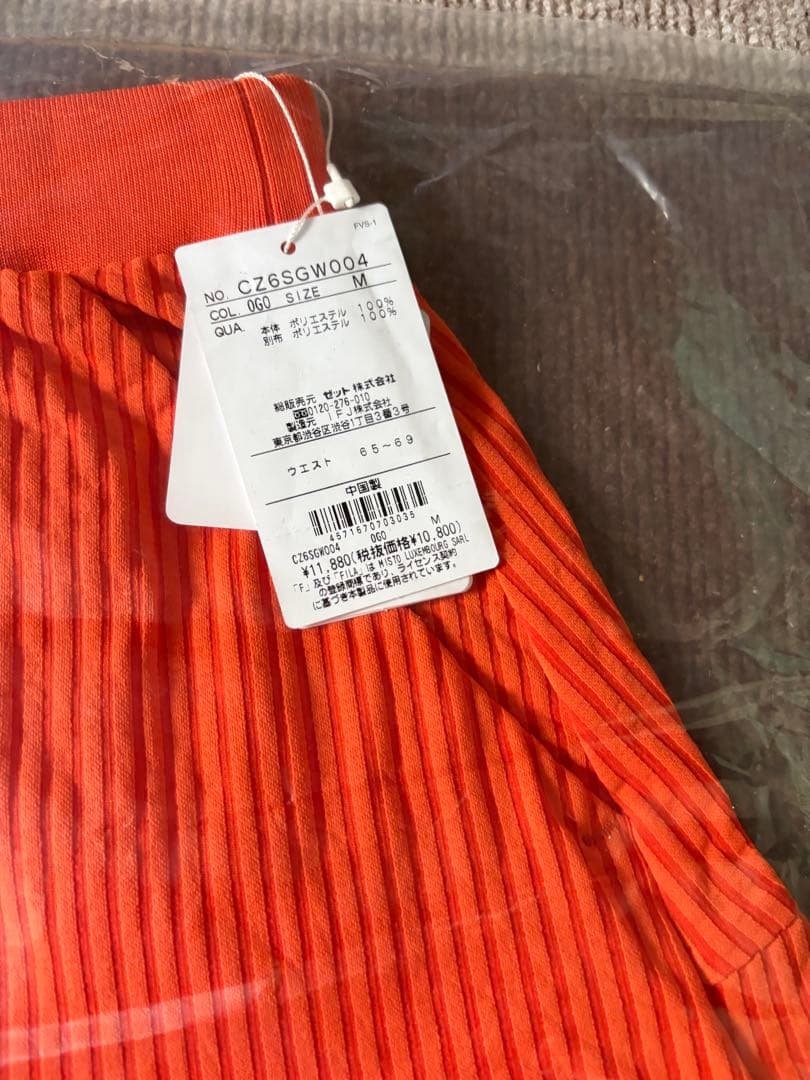 FVS-1
NO. CZ6SGW004
COL. 0G0 SIZE M
QUA. 本体 ポリエステル 100%
別布 ポリエステル 100%
総販売元 ゼット株式会社
0120-276-010
製造元 IFJ株式会社
東京都渋谷区渋谷1丁目3番3号
ウエスト 65~69
中国製
4571670703035
CZ6SGW004 0G0 M
¥11,880(税抜価格¥10,800)
「F」及び「FILA」は HISTO LUXEMBOURG SARL
の登録商標であり、ライセンス契約
に基づき本製品に使用されています。